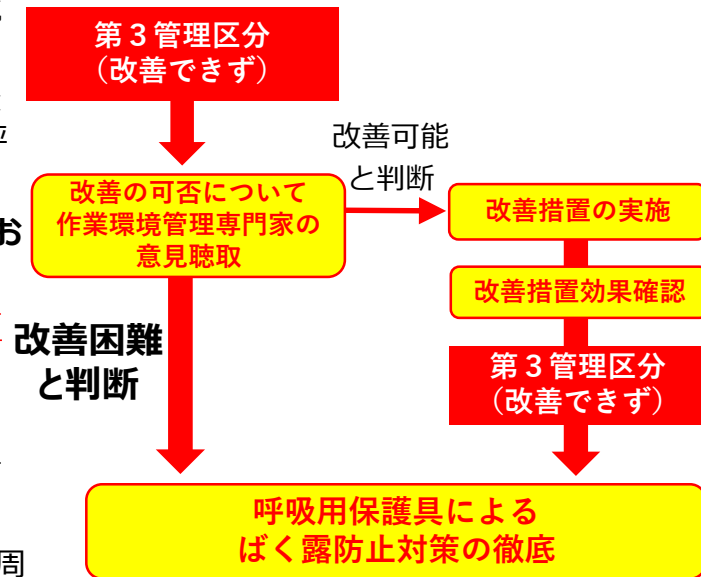 第３管理区分
（改善できず）
改善可能
と判断
改善の可否について
作業環境管理専門家の
意見聴取
改善措置の実施
お
改善措置効果確認
改善困難
と判断
第３管理区分
（改善できず）
呼吸用保護具による
ばく露防止対策の徹底
周